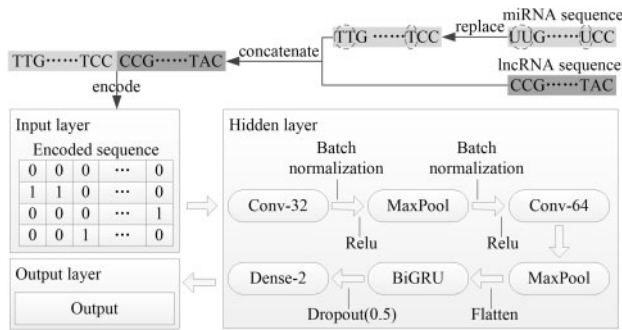 miRNA sequence
TTG······TCC replace UUG······UCC
concatenate
lncRNA sequence
TTG······TCC CCG······TAC
CCG······TAC
encode
Input layer
Encoded sequence
0 0 0 ··· 0
1 1 0 ··· 0
0 0 0 ··· 1
0 0 1 ··· 0
Hidden layer
Batch normalization
Batch normalization
Conv-32 MaxPool Conv-64
Relu Relu
Dense-2 BiGRU MaxPool
Dropout(0.5) Flatten
Output layer
Output